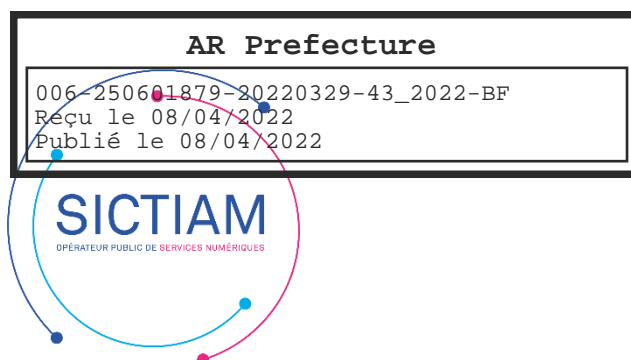 AR Prefecture
006-250601879-20220329-43_2022-BF
Reçu le 08/04/2022
Publié le 08/04/2022
SICTIAM
OPÉRATEUR PUBLIC DE SERVICES NUMÉRIQUES